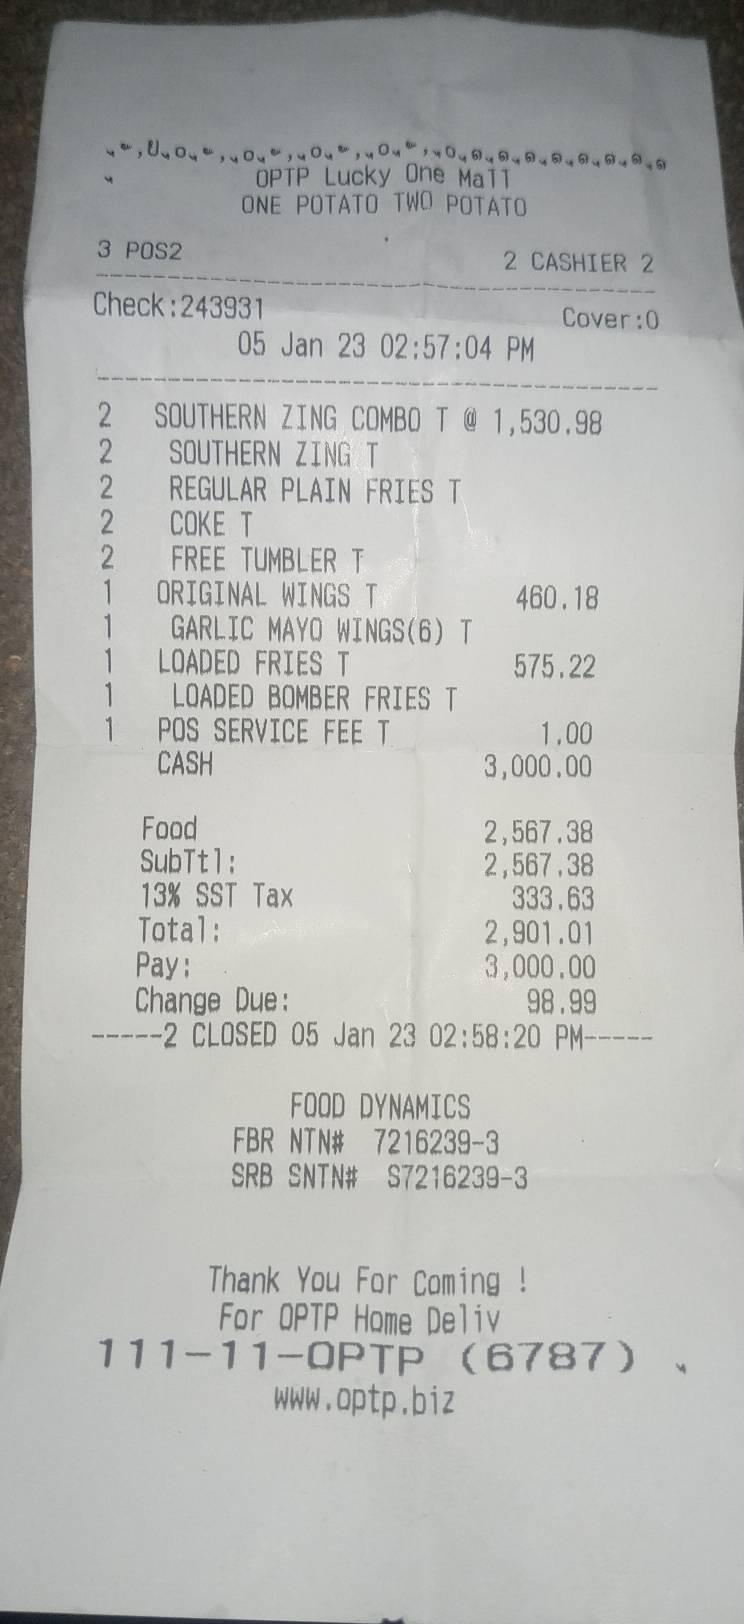 OPTP Lucky One Mall
ONE POTATO TWO POTATO
3 POS2 2 CASHIER 2
Check:243931 Cover:0
05 Jan 23 02:57:04 PM
2 SOUTHERN ZING COMBO T @ 1,530.98
2 SOUTHERN ZING T
2 REGULAR PLAIN FRIES T
2 COKE T
2 FREE TUMBLER T
1 ORIGINAL WINGS T 460.18
1 GARLIC MAYO WINGS(6) T
1 LOADED FRIES T 575.22
1 LOADED BOMBER FRIES T
1 POS SERVICE FEE T 1.00
CASH 3,000.00
Food 2,567.38
SubTtl: 2,567.38
13% SST Tax 333.63
Total: 2,901.01
Pay: 3,000.00
Change Due: 98.99
-----2 CLOSED 05 Jan 23 02:58:20 PM-----
FOOD DYNAMICS
FBR NTN# 7216239-3
SRB SNTN# S7216239-3
Thank You For Coming !
For OPTP Home Deliv
111-11-OPTP (6787)
www.optp.biz